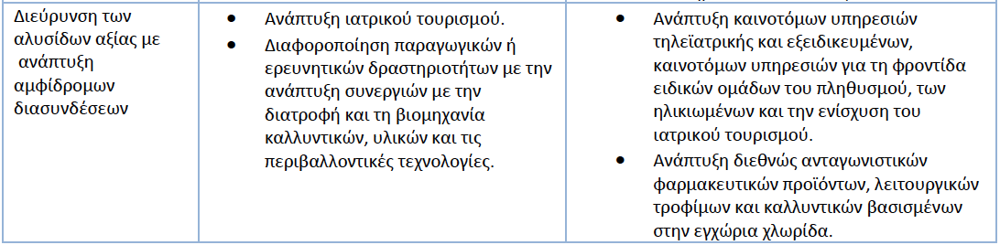 Διεύρυνση των
αλυσίδων αξίας με
ανάπτυξη
αμφίδρομων
διασυνδέσεων
• Ανάπτυξη ιατρικού τουρισμού.
• Διαφοροποίηση παραγωγικών ή
ερευνητικών δραστηριοτήτων με την
ανάπτυξη συνεργιών με την
διατροφή και τη βιομηχανία
καλλυντικών, υλικών και τις
περιβαλλοντικές τεχνολογίες.
• Ανάπτυξη καινοτόμων υπηρεσιών
τηλεϊατρικής και εξειδικευμένων,
καινοτόμων υπηρεσιών για τη φροντίδα
ειδικών ομάδων του πληθυσμού, των
ηλικιωμένων και την ενίσχυση του
ιατρικού τουρισμού.
• Ανάπτυξη διεθνώς ανταγωνιστικών
φαρμακευτικών προϊόντων, λειτουργικών
τροφίμων και καλλυντικών βασισμένων
στην εγχώρια χλωρίδα.